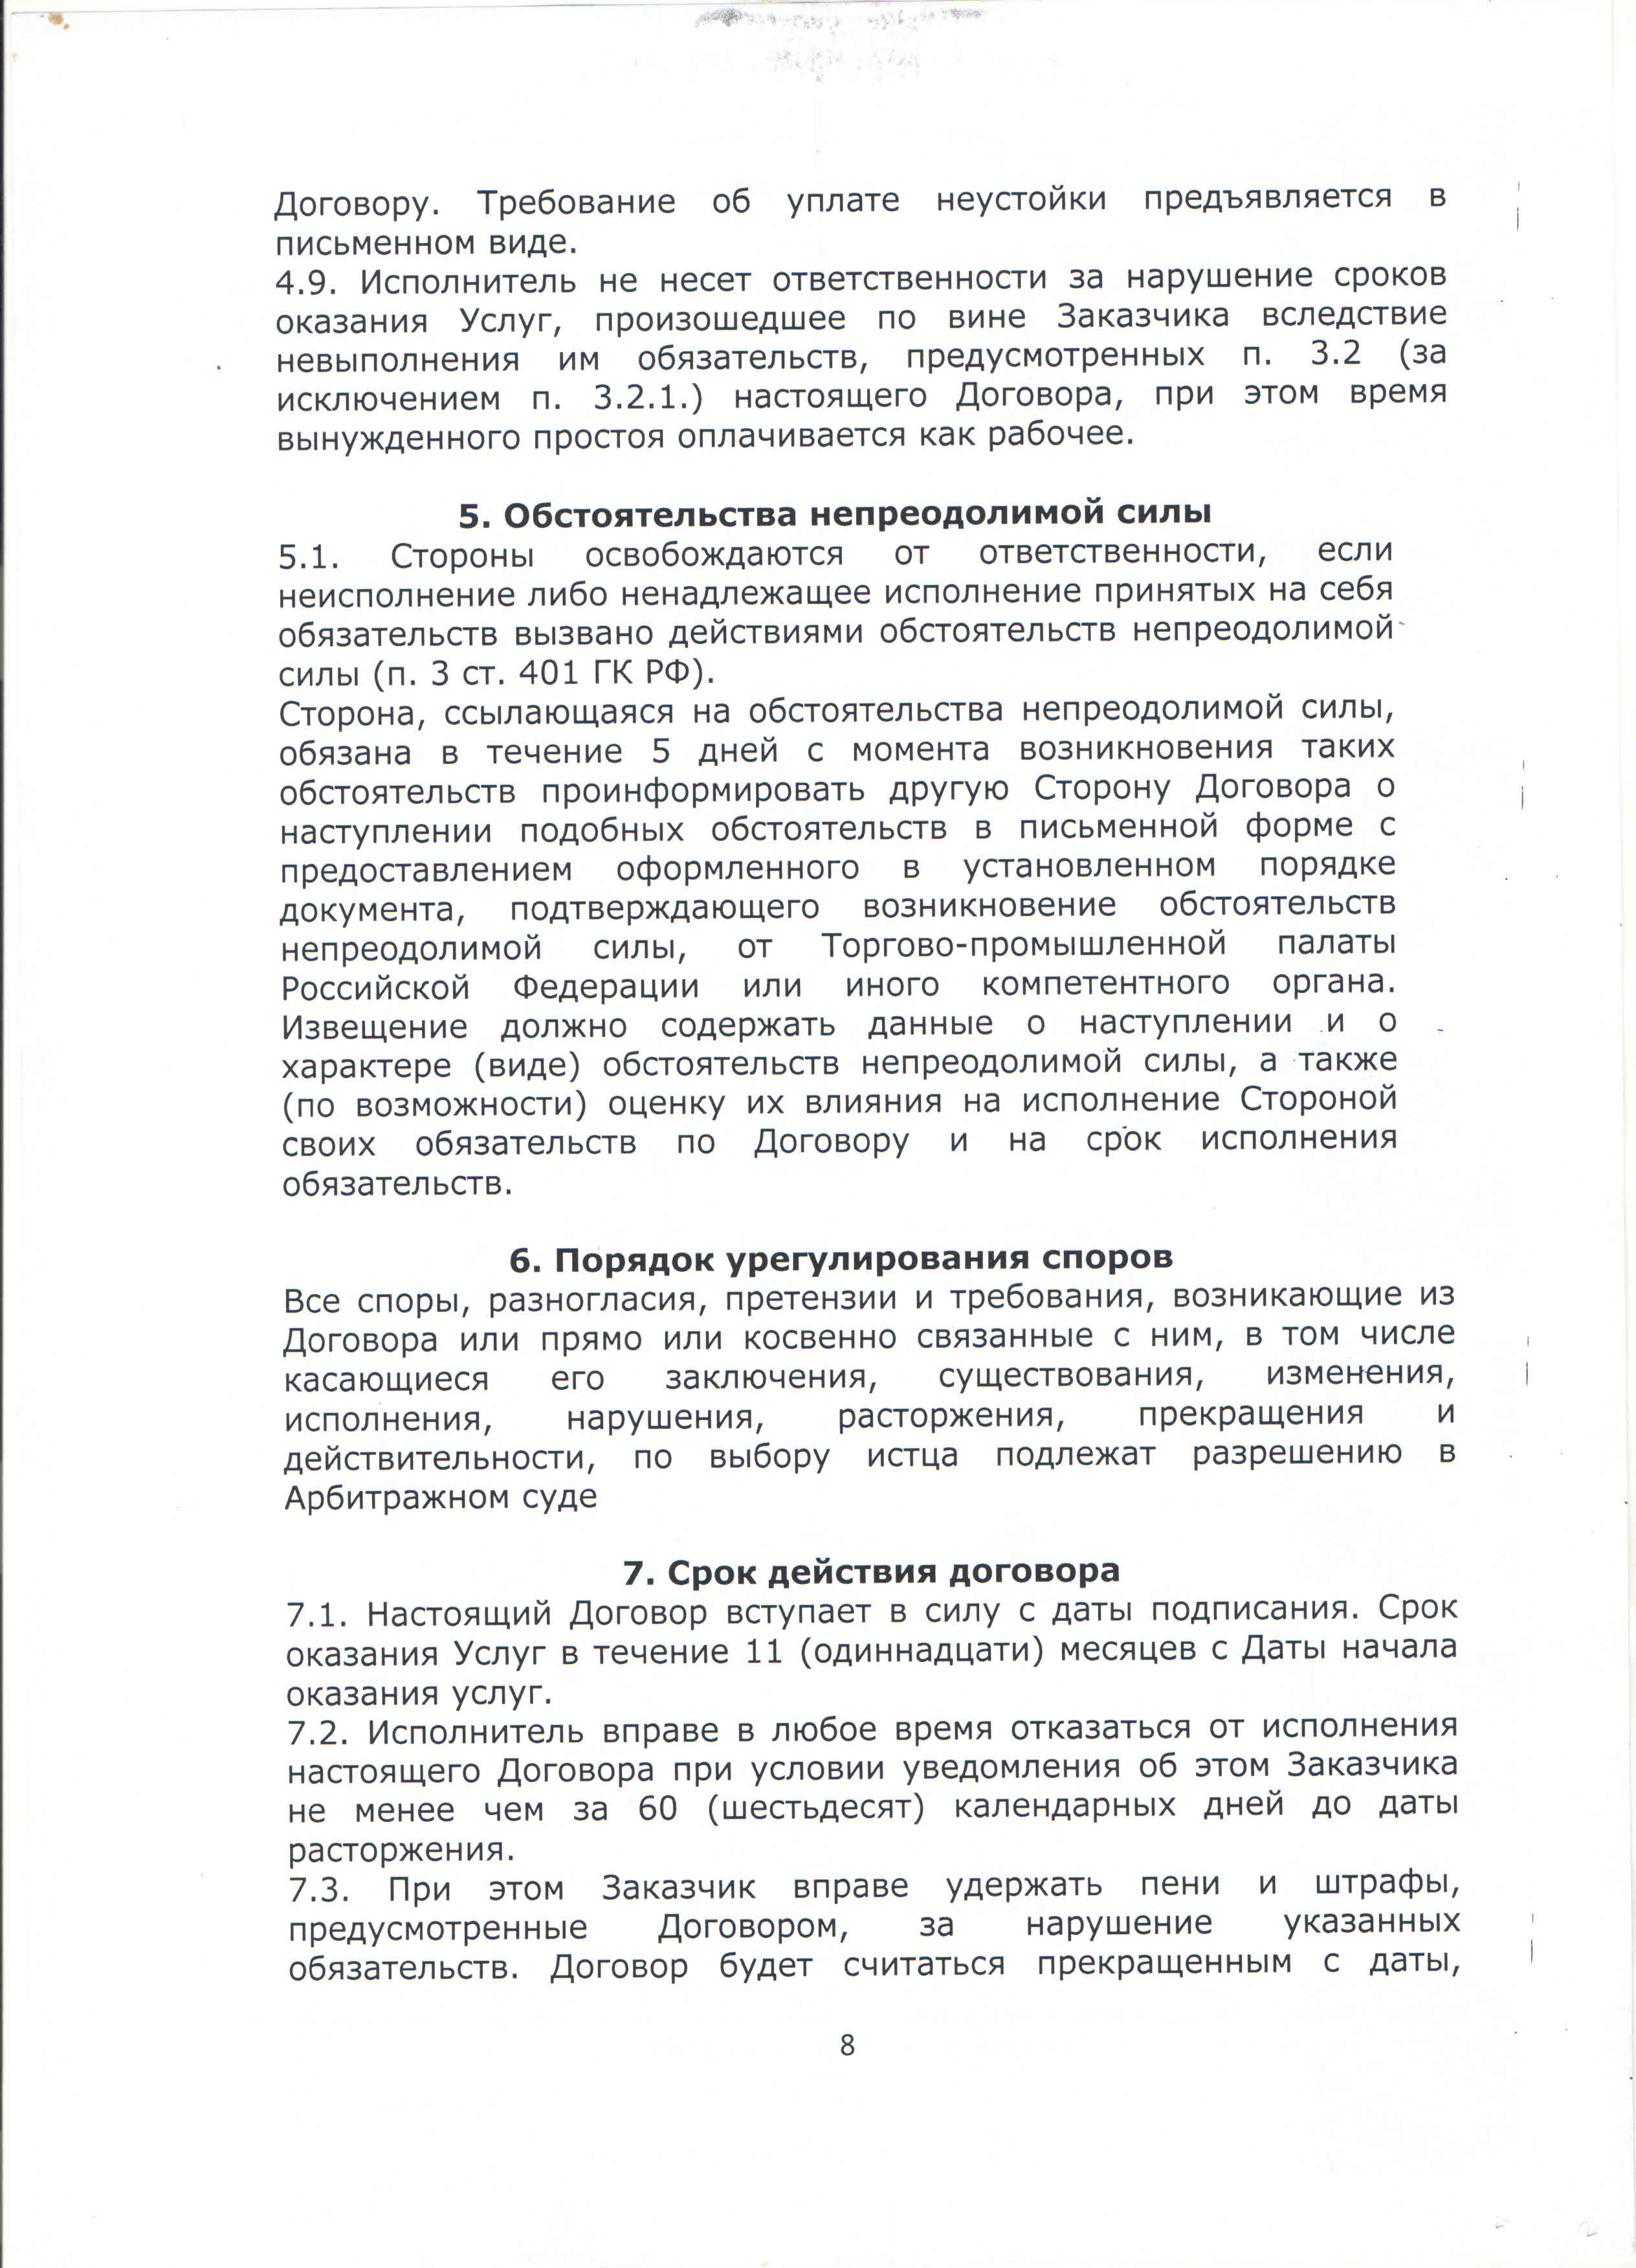 Договору. Требование об уплате неустойки предъявляется в
письменном виде.
4.9. Исполнитель не несет ответственности за нарушение сроков
оказания Услуг, произошедшее по вине Заказчика вследствие
невыполнения им обязательств, предусмотренных п. 3.2 (за
исключением п. 3.2.1.) настоящего Договора, при этом время
вынужденного простоя оплачивается как рабочее.
5. Обстоятельства непреодолимой силы
5.1. Стороны освобождаются от ответственности, если
неисполнение либо ненадлежащее исполнение принятых на себя
обязательств вызвано действиями обстоятельств непреодолимой
силы (п. 3 ст. 401 ГК РФ).
Сторона, ссылающаяся на обстоятельства непреодолимой силы,
обязана в течение 5 дней с момента возникновения таких
обстоятельств проинформировать другую Сторону Договора о
наступлении подобных обстоятельств в письменной форме с
предоставлением оформленного в установленном порядке
документа, подтверждающего возникновение обстоятельств
непреодолимой силы, от Торгово-промышленной палаты
Российской Федерации или иного компетентного органа.
Извещение должно содержать данные о наступлении и о
характере (виде) обстоятельств непреодолимой силы, а также
(по возможности) оценку их влияния на исполнение Стороной
своих обязательств по Договору и на срок исполнения
обязательств.
6. Порядок урегулирования споров
Все споры, разногласия, претензии и требования, возникающие из
Договора или прямо или косвенно связанные с ним, в том числе
касающиеся его заключения, существования, изменения,
исполнения, нарушения, расторжения, прекращения и
действительности, по выбору истца подлежат разрешению в
Арбитражном суде
7. Срок действия договора
7.1. Настоящий Договор вступает в силу с даты подписания. Срок
оказания Услуг в течение 11 (одиннадцати) месяцев с Даты начала
оказания услуг.
7.2. Исполнитель вправе в любое время отказаться от исполнения
настоящего Договора при условии уведомления об этом Заказчика
не менее чем за 60 (шестьдесят) календарных дней до даты
расторжения.
7.3. При этом Заказчик вправе удержать пени и штрафы,
предусмотренные Договором, за нарушение указанных
обязательств. Договор будет считаться прекращенным с даты,
8